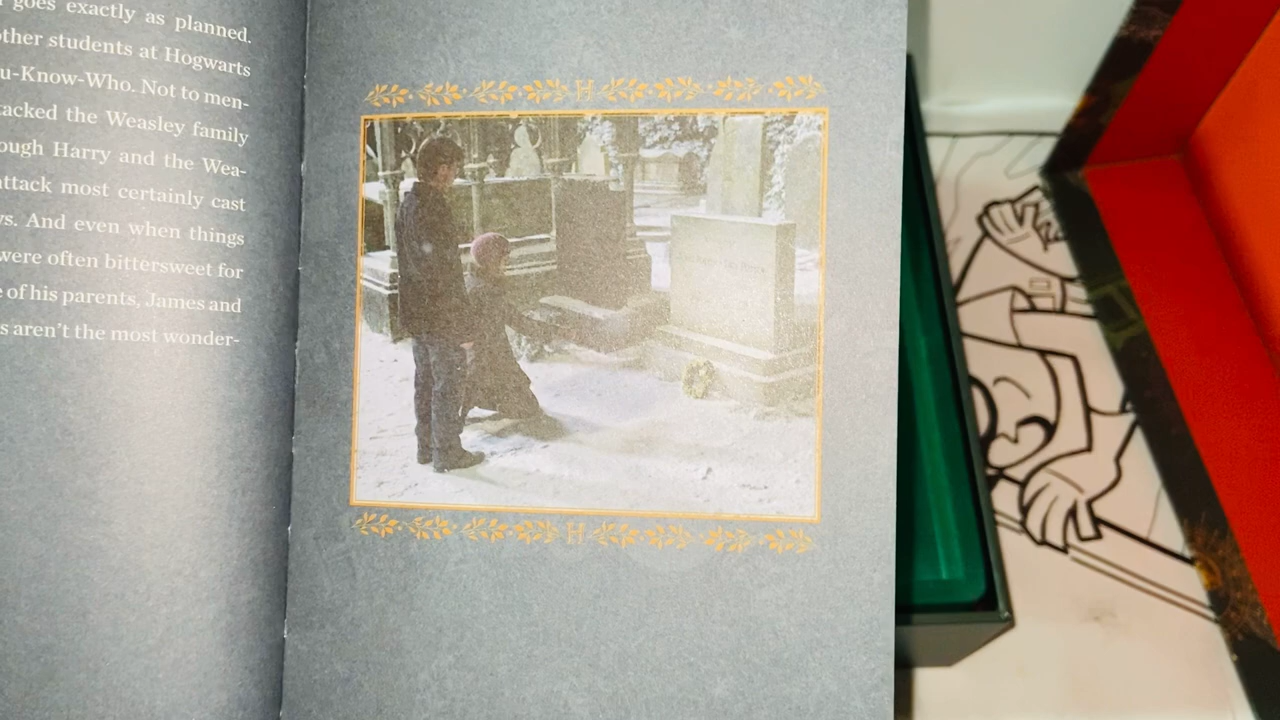 goes exactly as planned.
other students at Hogwarts
u-Know-Who. Not to men-
tacked the Weasley family
ough Harry and the Wea-
attack most certainly cast
ys. And even when things
were often bittersweet for
e of his parents, James and
s aren't the most wonder-
H
H